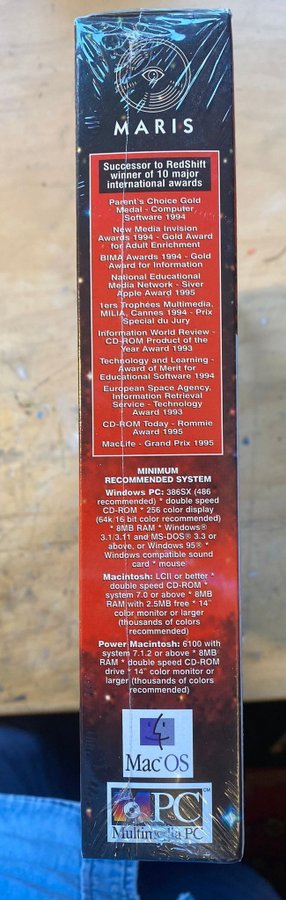 MARIS
Successor to RedShift
winner of 10 major
international awards
Parent's Choice Gold
Medal - Computer
Software 1994
New Media Invision
Awards 1994 - Gold Award
for Adult Enrichment
BIMA Awards 1994 - Gold
Award for Information
National Educational
Media Network - Siver
Apple Award 1995
1ers Trophées Multimedia,
MILIA, Cannes 1994 - Prix
Special du Jury
Information World Review -
CD-ROM Product of the
Year Award 1993
Technology and Learning -
Award of Merit for
Educational Software 1994
European Space Agency,
Information Retrieval
Service - Technology
Award 1993
CD-ROM Today - Rommie
Award 1995
MacLife - Grand Prix 1995
MINIMUM
RECOMMENDED SYSTEM
Windows PC: 386SX (486
recommended) * double speed
CD-ROM * 256 color display
(64k 16 bit color recommended)
* 8MB RAM * Windows®
3.1/3.11 and MS-DOS® 3.3 or
above, or Windows 95® *
Windows compatible sound
card * mouse
Macintosh: LCII or better *
double speed CD-ROM *
system 7.0 or above * 8MB
RAM with 2.5MB free * 14"
color monitor or larger
(thousands of colors
recommended)
Power Macintosh: 6100 with
system 7.1.2 or above * 8MB
RAM * double speed CD-ROM
drive * 14" color monitor or
larger (thousands of colors
recommended)
Mac OS
PC™
Multimedia PC